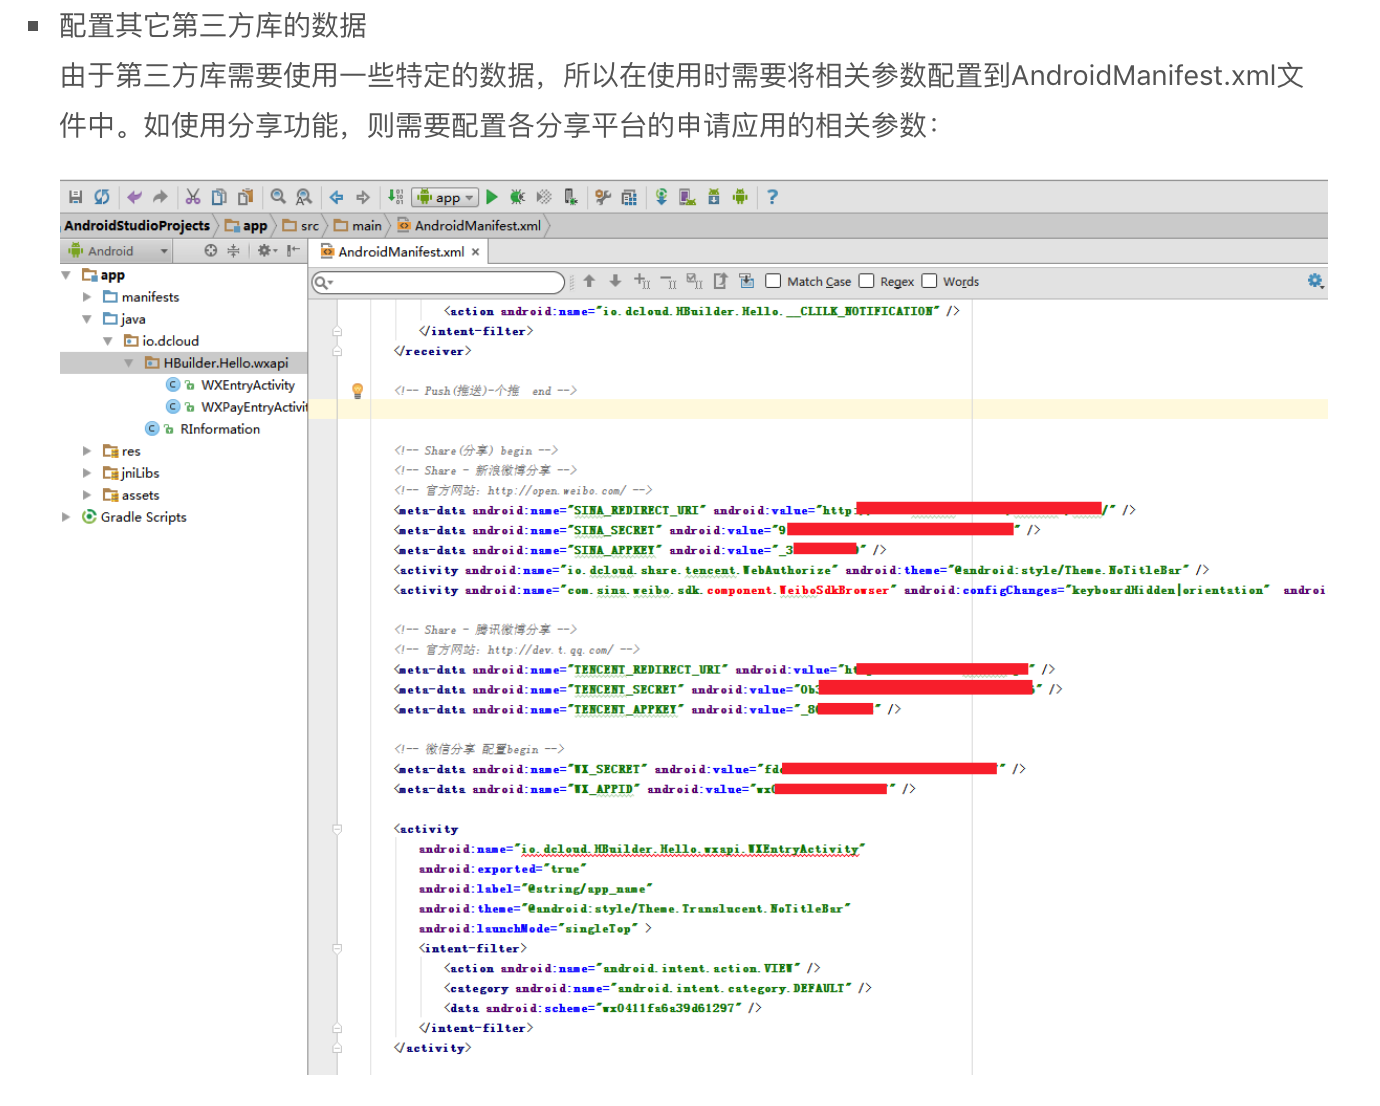 配置其它第三方库的数据
由于第三方库需要使用一些特定的数据，所以在使用时需要将相关参数配置到AndroidManifest.xml文
件中。如使用分享功能，则需要配置各分享平台的申请应用的相关参数：
app
AndroidStudioProjects app src main AndroidManifest.xml
Android AndroidManifest.xml
Match Case Regex Words
app
manifests
java
io.dcloud
HBuilder.Hello.wxapi
WXEntryActivity
WXPayEntryActivit
RInformation
res
jniLibs
assets
Gradle Scripts
<action android:name="io.dcloud.HBuilder.Hello.__CLILK_NOTIFICATION" />
</intent-filter>
</receiver>
<!-- Push(推送)-个推 end -->
<!-- Share(分享) begin -->
<!-- Share - 新浪微博分享 -->
<!-- 官方网站: http://open.weibo.com/ -->
<meta-data android:name="SINA_REDIRECT_URI" android:value="http: /" />
<meta-data android:name="SINA_SECRET" android:value="9 " />
<meta-data android:name="SINA_APPKEY" android:value="_3 " />
<activity android:name="io.dcloud.share.tencent.WebAuthorize" android:theme="@android:style/Theme.NoTitleBar" />
<activity android:name="com.sina.weibo.sdk.component.WeiboSdkBrowser" android:configChanges="keyboardHidden|orientation" androi
<!-- Share - 腾讯微博分享 -->
<!-- 官方网站: http://dev.t.qq.com/ -->
<meta-data android:name="TENCENT_REDIRECT_URI" android:value="h " />
<meta-data android:name="TENCENT_SECRET" android:value="0b3 " />
<meta-data android:name="TENCENT_APPKEY" android:value="_8 " />
<!-- 微信分享 配置begin -->
<meta-data android:name="WX_SECRET" android:value="fd " />
<meta-data android:name="WX_APPID" android:value="wx0 " />
<activity
android:name="io.dcloud.HBuilder.Hello.wxapi.WXEntryActivity"
android:exported="true"
android:label="@string/app_name"
android:theme="@android:style/Theme.Translucent.NoTitleBar"
android:launchMode="singleTop" >
<intent-filter>
<action android:name="android.intent.action.VIEW" />
<category android:name="android.intent.category.DEFAULT" />
<data android:scheme="wx0411fa6a39d61297" />
</intent-filter>
</activity>